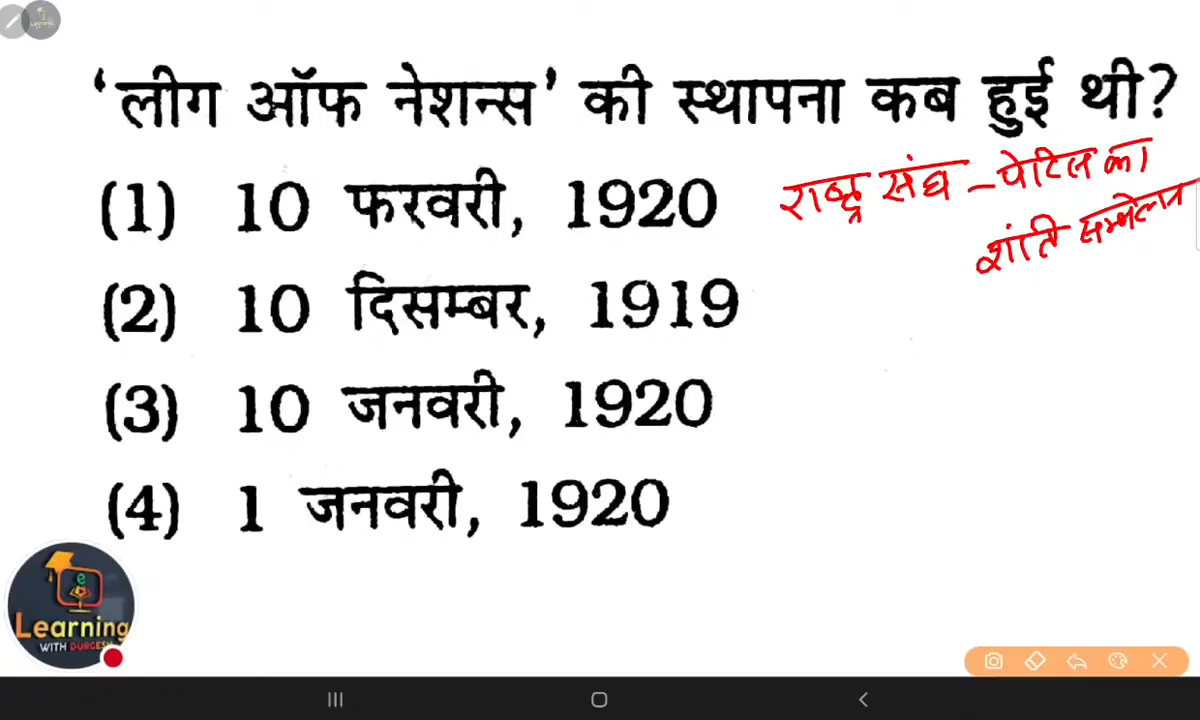 'लीग ऑफ नेशन्स' की स्थापना कब हुई थी?
राष्ट्र संघ - पेटिस का
शांति सम्मेलन
(1) 10 फरवरी, 1920
(2) 10 दिसम्बर, 1919
(3) 10 जनवरी, 1920
(4) 1 जनवरी, 1920
e
Learning
WITH DURGESH